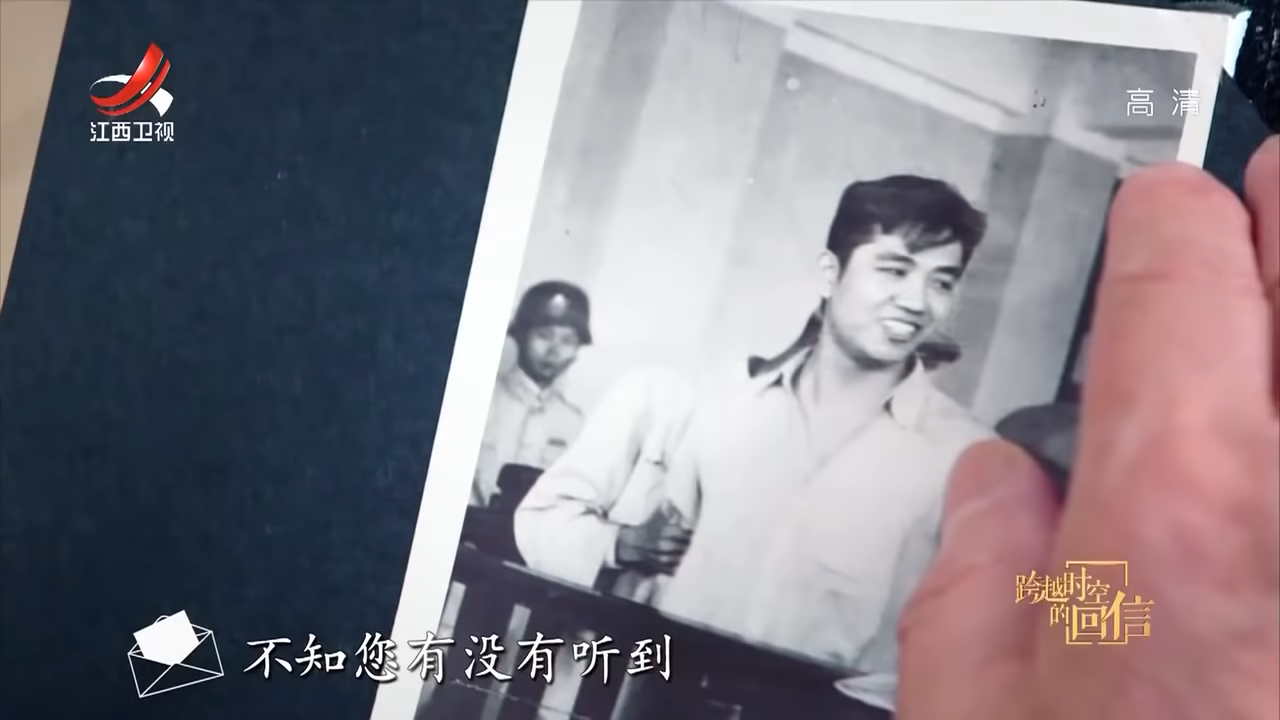 江西卫视
高清
跨越时空
的回信
不知您有没有听到